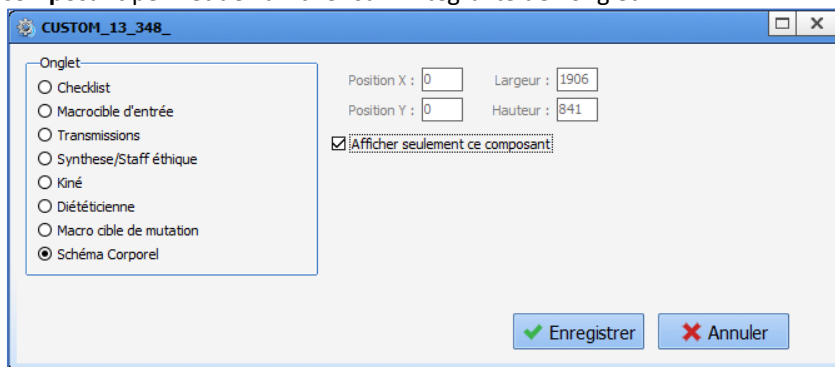 CUSTOM_13_348_
Onglet
Checklist
Macrocible d'entrée
Transmissions
Synthese/Staff éthique
Kiné
Diététicienne
Macro cible de mutation
Schéma Corporel
Position X : 0 Largeur : 1906
Position Y : 0 Hauteur : 841
Afficher seulement ce composant
Enregistrer Annuler